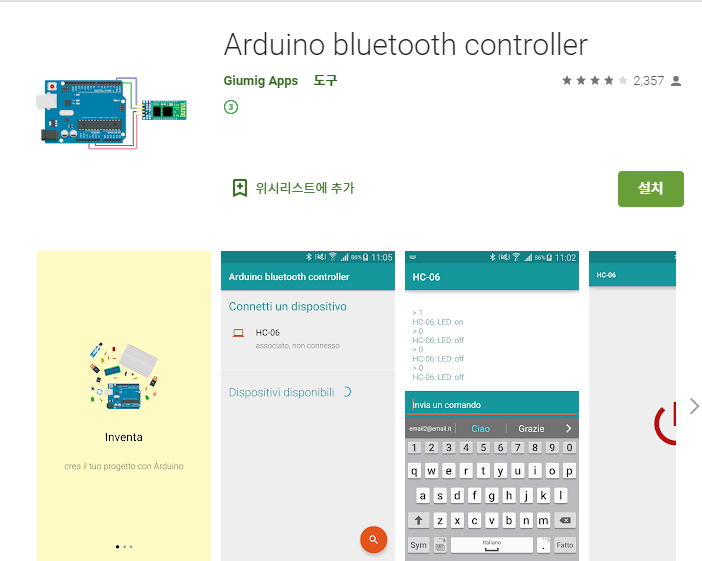 Arduino bluetooth controller
Giumig Apps 도구
2,357
3
위시리스트에 추가
설치
Inventa
crea il tuo progetto con Arduino
86% 11:05
Arduino bluetooth controller
Connetti un dispositivo
HC-06
associato, non connesso
Dispositivi disponibili
86% 11:02
HC-06
> 1
HC-06: LED: on
> 0
HC-06: LED: off
> 0
HC-06: LED: off
> 0
HC-06: LED: off
invia un comando
email2@email.it Ciao Grazie
1 2 3 4 5 6 7 8 9 0
q w e r t y u i o p
a s d f g h j k l
z x c v b n m
Sym Italiano . Fatto
HC-06